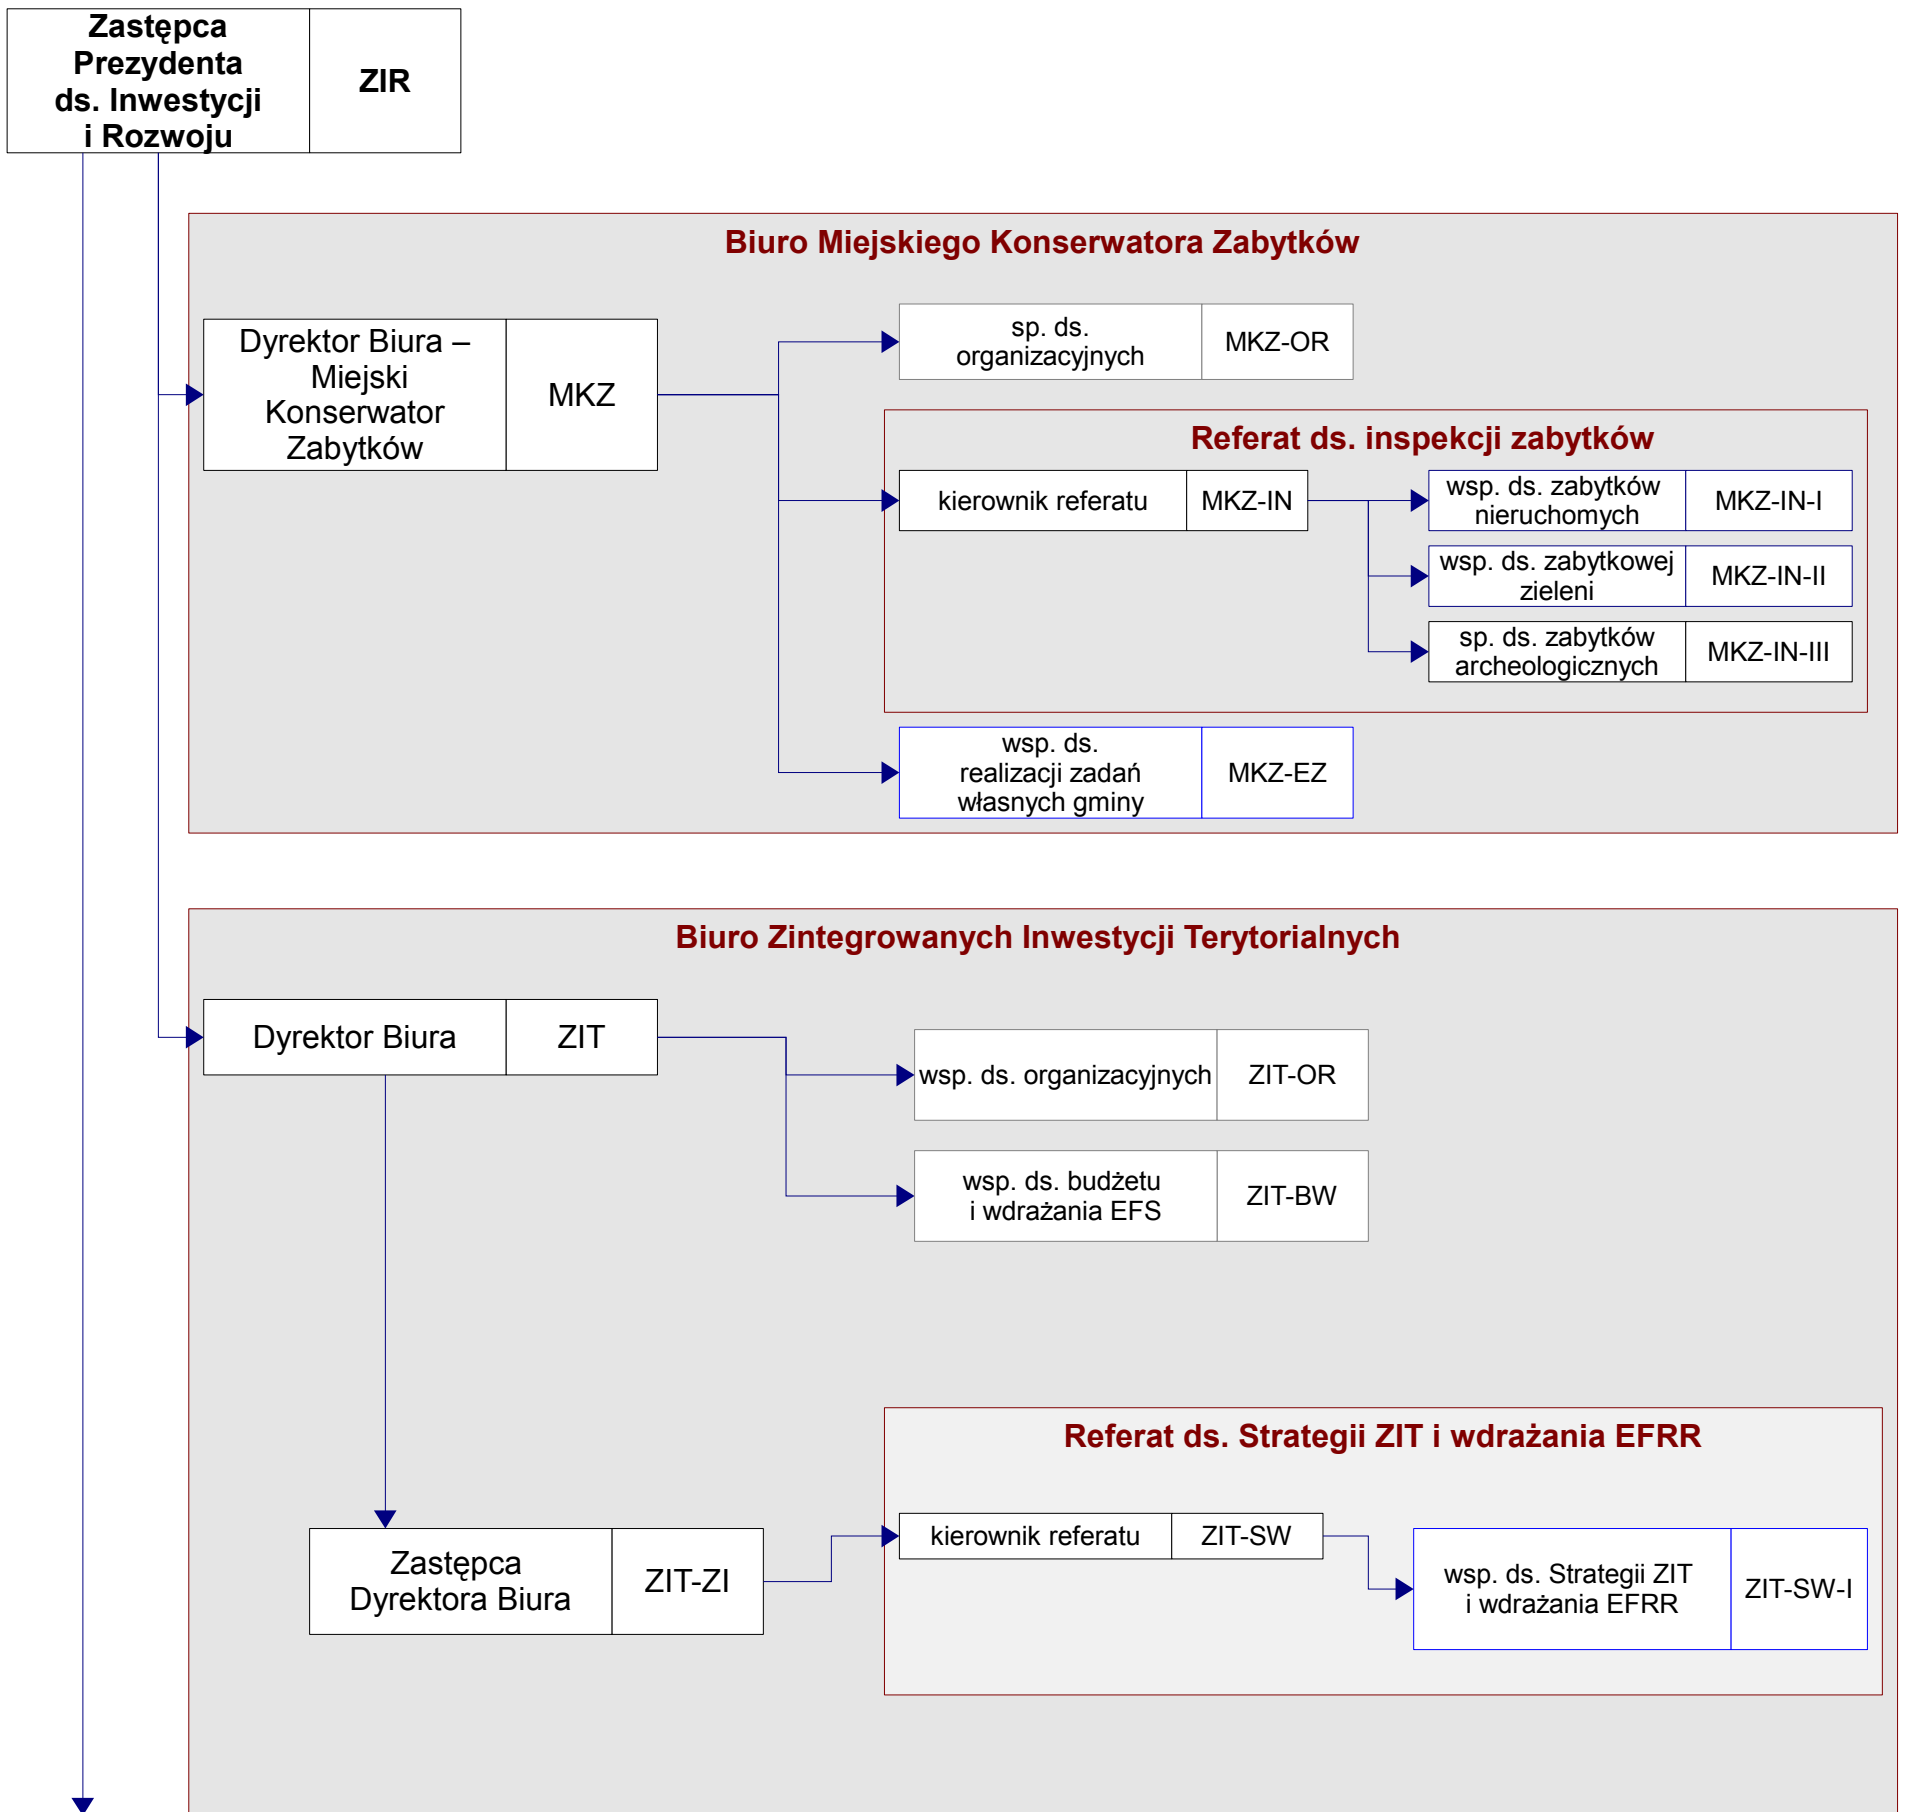 Zastępca
Prezydenta
ds. Inwestycji
i Rozwoju
ZIR
Biuro Miejskiego Konserwatora Zabytków
Dyrektor Biura –
Miejski
Konserwator
Zabytków
MKZ
sp. ds.
organizacyjnych
MKZ-OR
Referat ds. inspekcji zabytków
kierownik referatu
MKZ-IN
wsp. ds. zabytków
nieruchomych
MKZ-IN-I
wsp. ds. zabytkowej
zieleni
MKZ-IN-II
sp. ds. zabytków
archeologicznych
MKZ-IN-III
wsp. ds.
realizacji zadań
własnych gminy
MKZ-EZ
Biuro Zintegrowanych Inwestycji Terytorialnych
Dyrektor Biura
ZIT
wsp. ds. organizacyjnych
ZIT-OR
wsp. ds. budżetu
i wdrażania EFS
ZIT-BW
Referat ds. Strategii ZIT i wdrażania EFRR
Zastępca
Dyrektora Biura
ZIT-ZI
kierownik referatu
ZIT-SW
wsp. ds. Strategii ZIT
i wdrażania EFRR
ZIT-SW-I